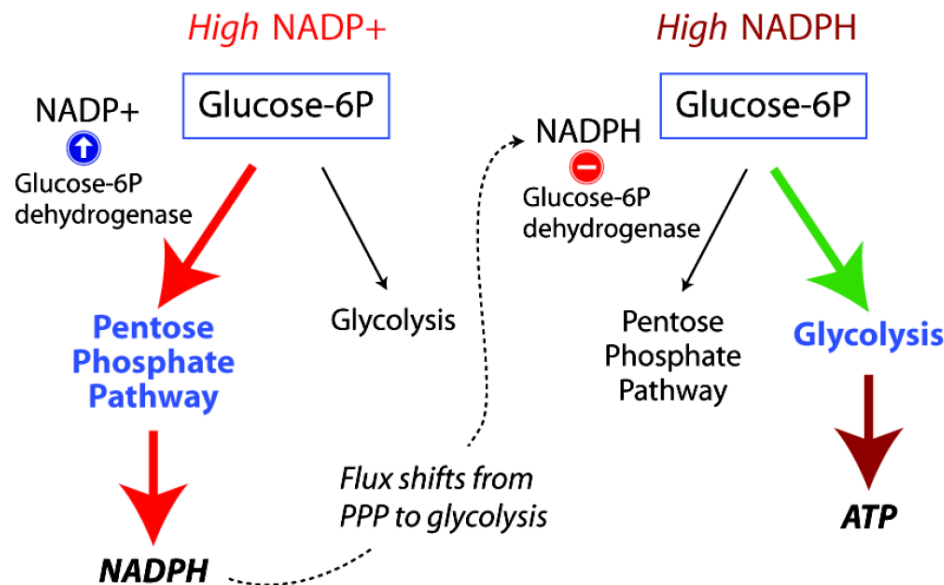 High NADP+
NADP+
Glucose-6P
Glucose-6P
dehydrogenase
Pentose
Phosphate
Pathway
Glycolysis
NADPH
Flux shifts from
PPP to glycolysis
High NADPH
NADPH
Glucose-6P
Glucose-6P
dehydrogenase
Pentose
Phosphate
Pathway
Glycolysis
ATP